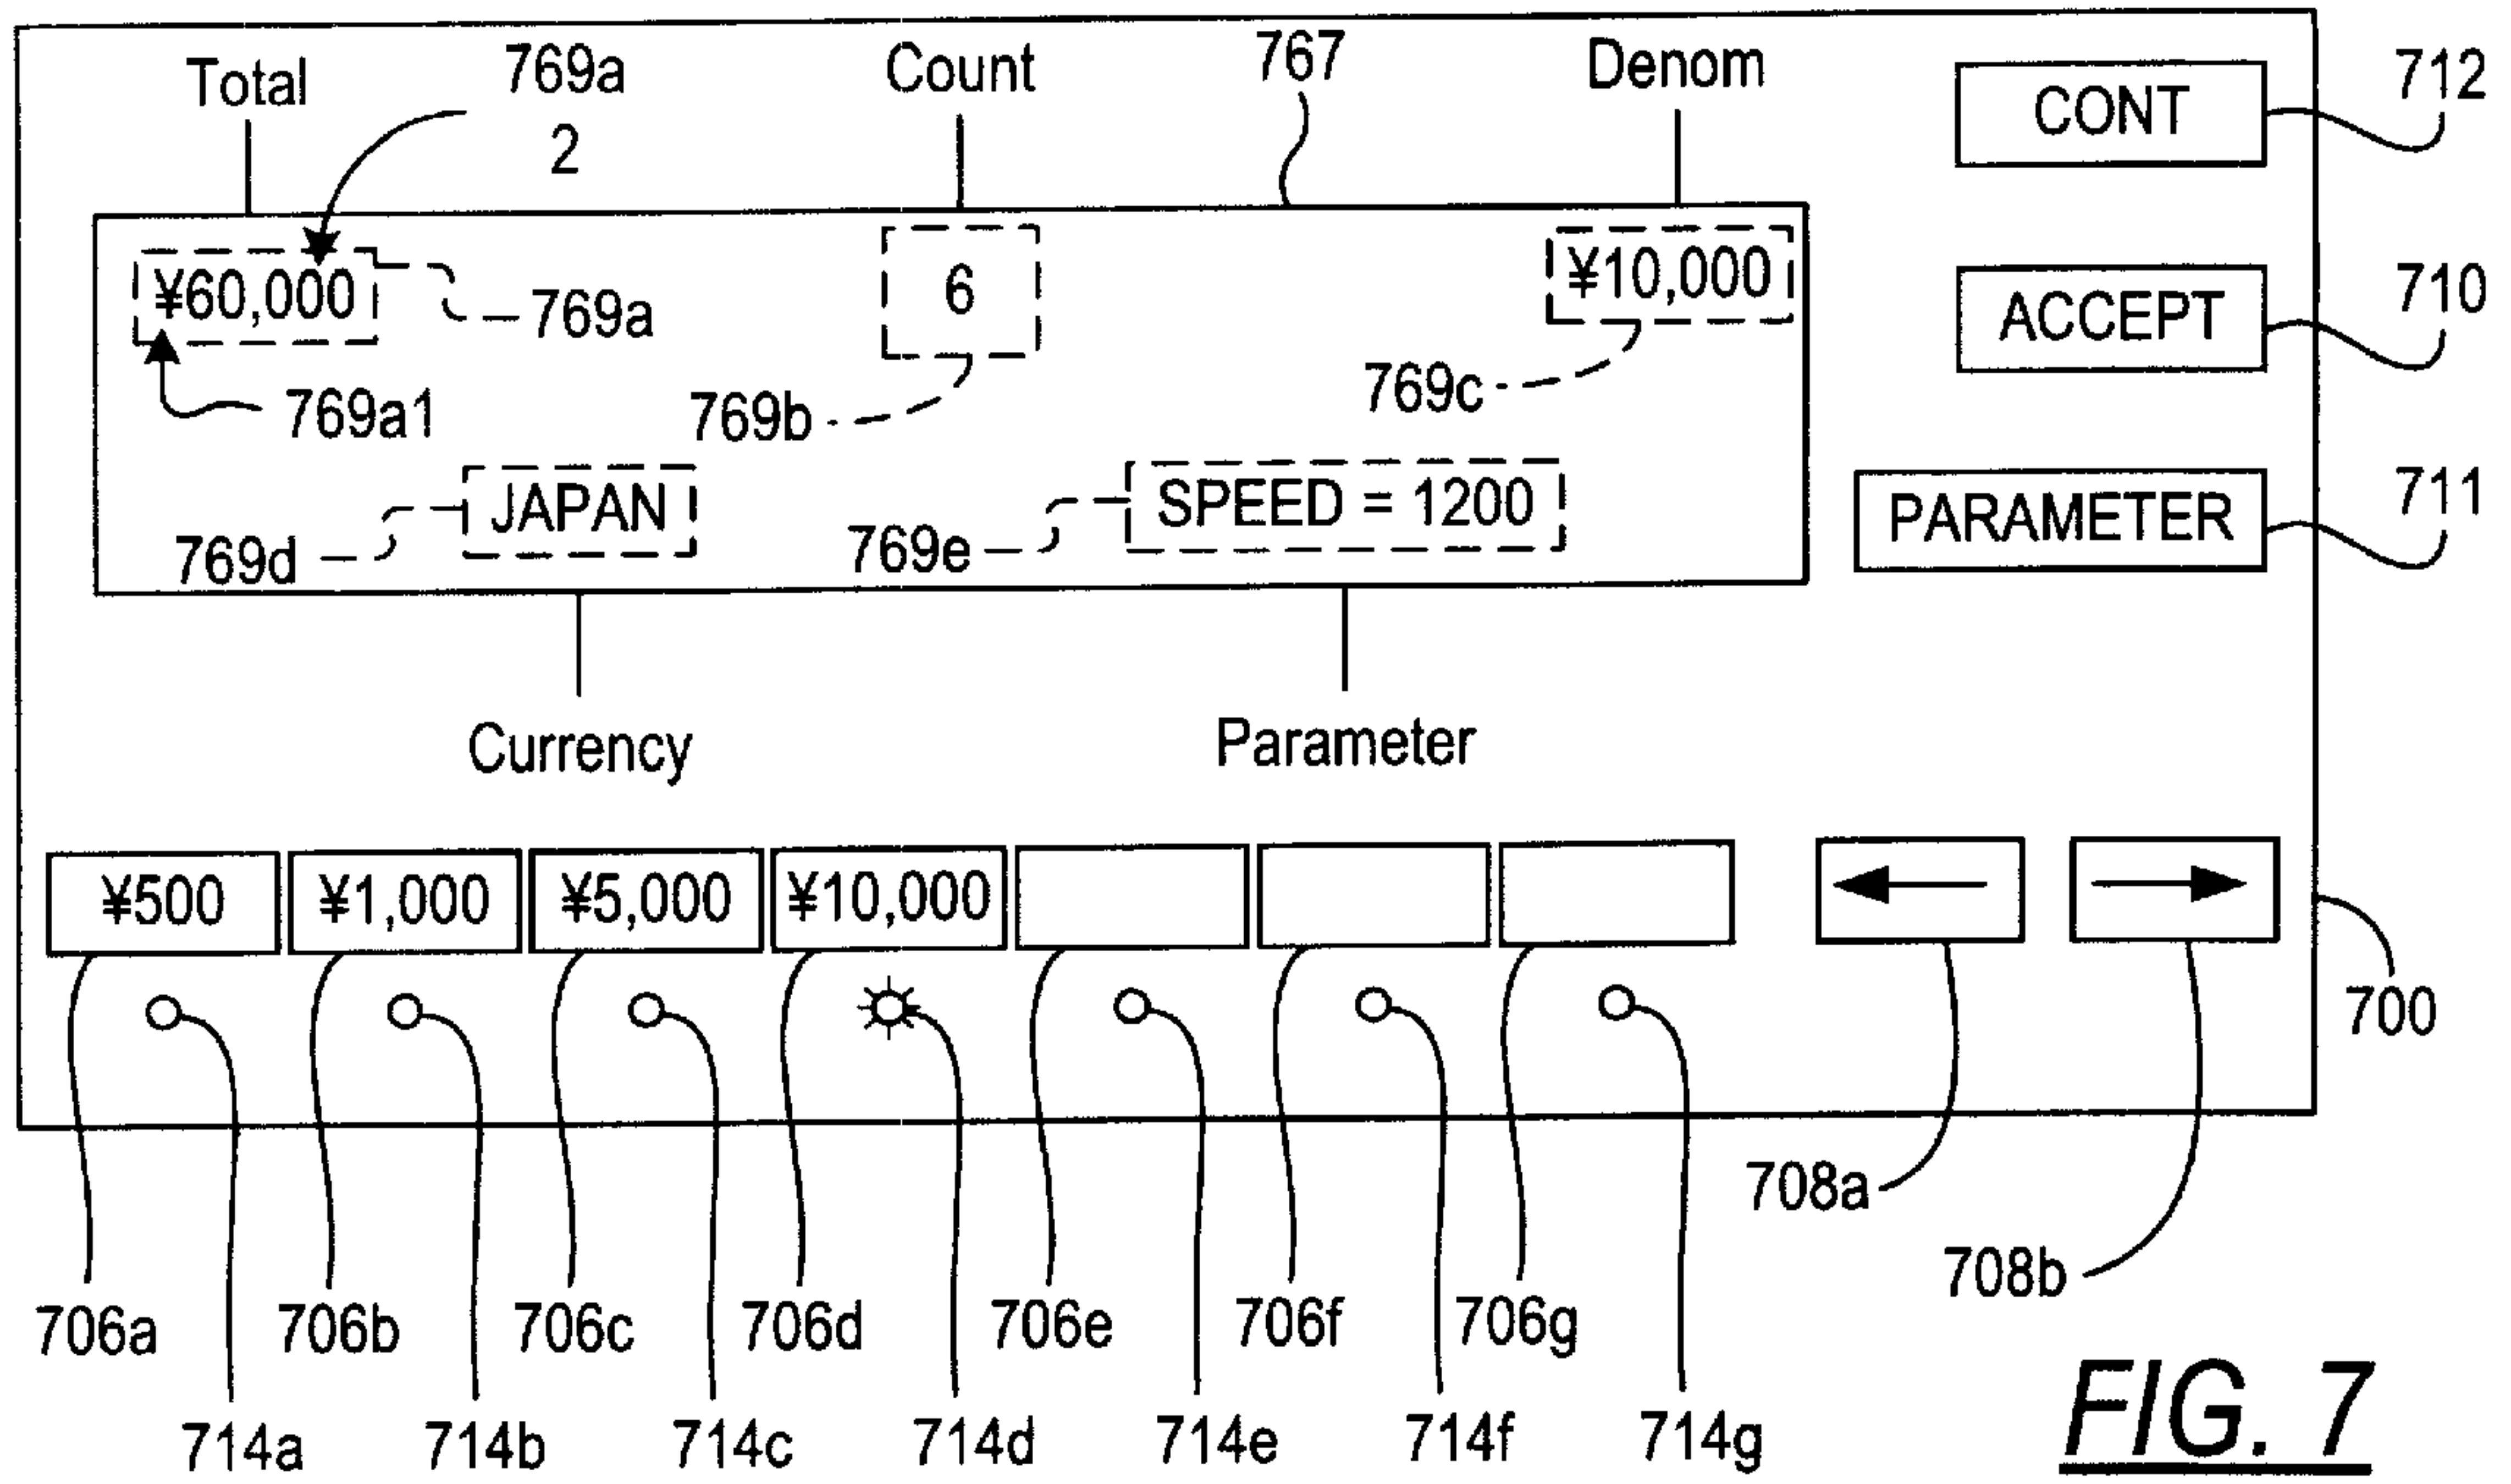 Total 769a 2 Count 767 Denom
CONT 712
¥60,000 769a 6 ¥10,000
ACCEPT 710
769a1 769b 769c
JAPAN SPEED = 1200
PARAMETER 711
769d 769e
Currency Parameter
¥500 ¥1,000 ¥5,000 ¥10,000
700
708a
708b
706a 706b 706c 706d 706e 706f 706g
714a 714b 714c 714d 714e 714f 714g
FIG. 7